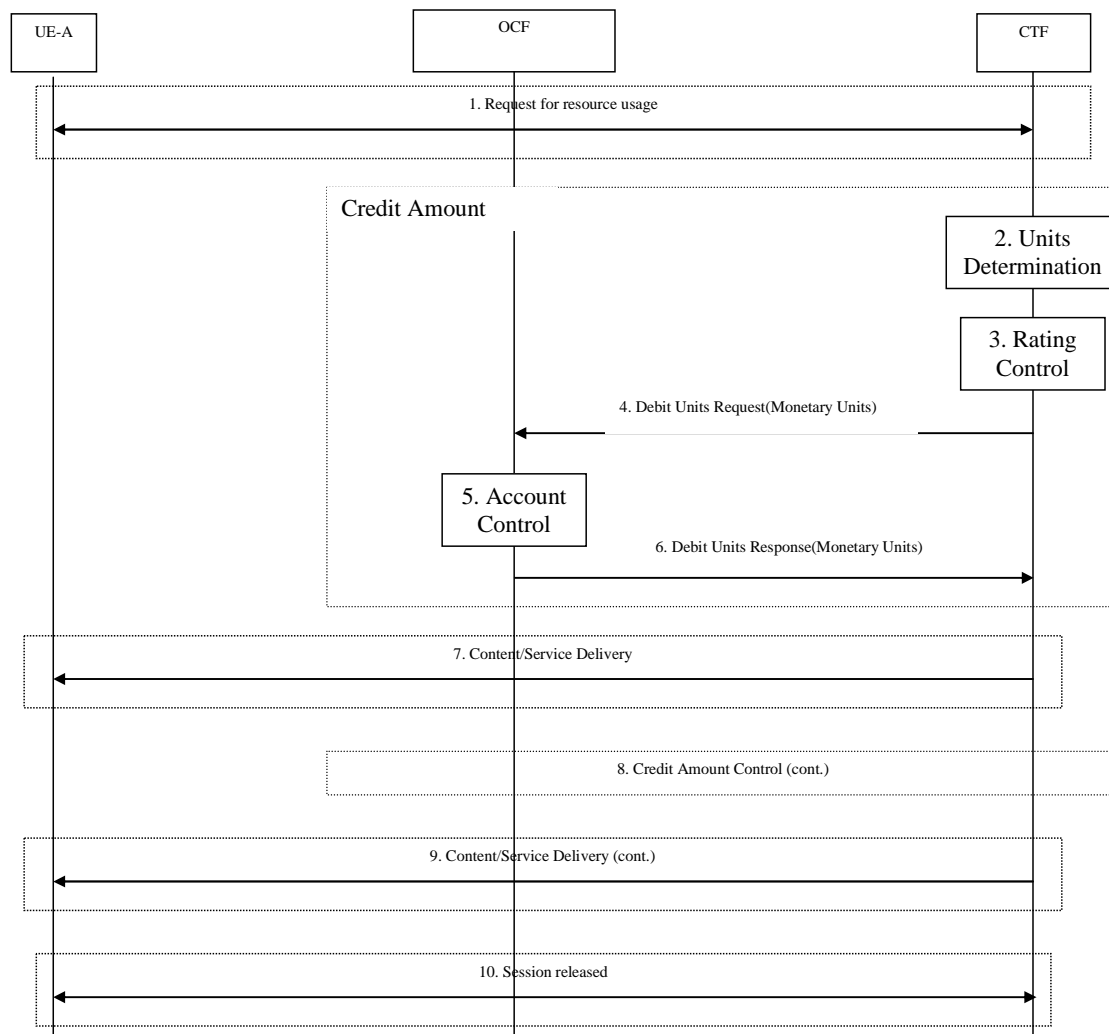 UE-A
OCF
CTF
1. Request for resource usage
Credit Amount
2. Units
Determination
3. Rating
Control
4. Debit Units Request(Monetary Units)
5. Account
Control
6. Debit Units Response(Monetary Units)
7. Content/Service Delivery
8. Credit Amount Control (cont.)
9. Content/Service Delivery (cont.)
10. Session released